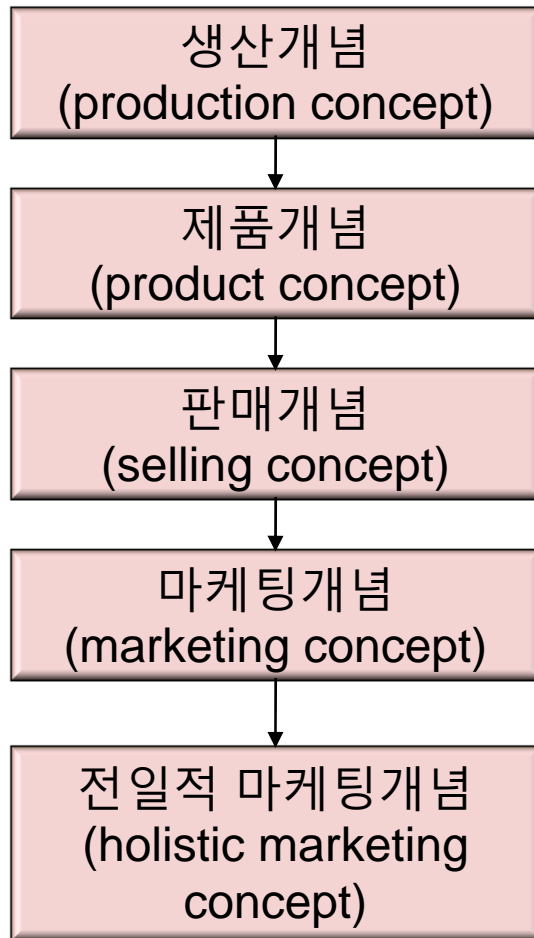 생산개념
(production concept)
제품개념
(product concept)
판매개념
(selling concept)
마케팅개념
(marketing concept)
전일적 마케팅개념
(holistic marketing
concept)